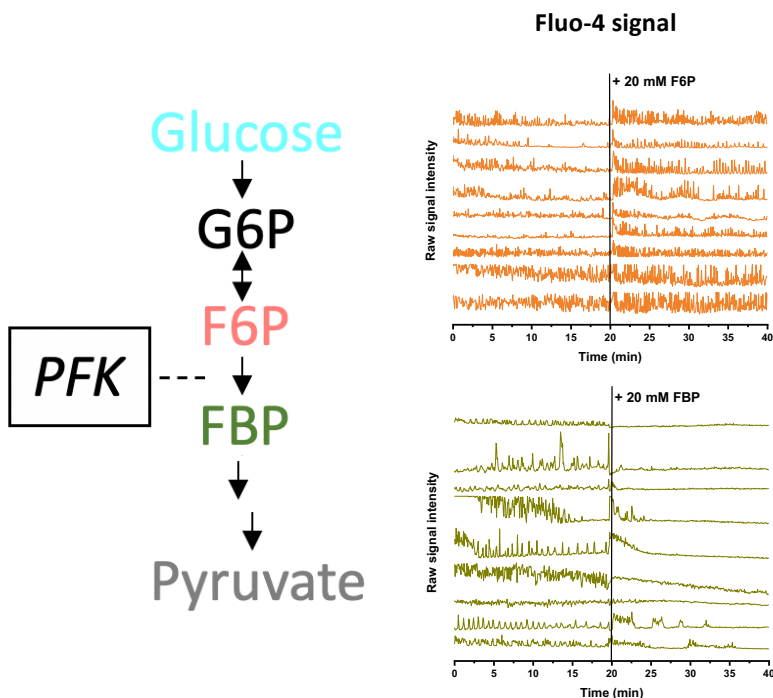 Fluo-4 signal
Glucose
G6P
F6P
PFK
FBP
Pyruvate
+ 20 mM F6P
Raw signal intensity
0 5 10 15 20 25 30 35 40
Time (min)
+ 20 mM FBP
Raw signal intensity
0 5 10 15 20 25 30 35 40
Time (min)